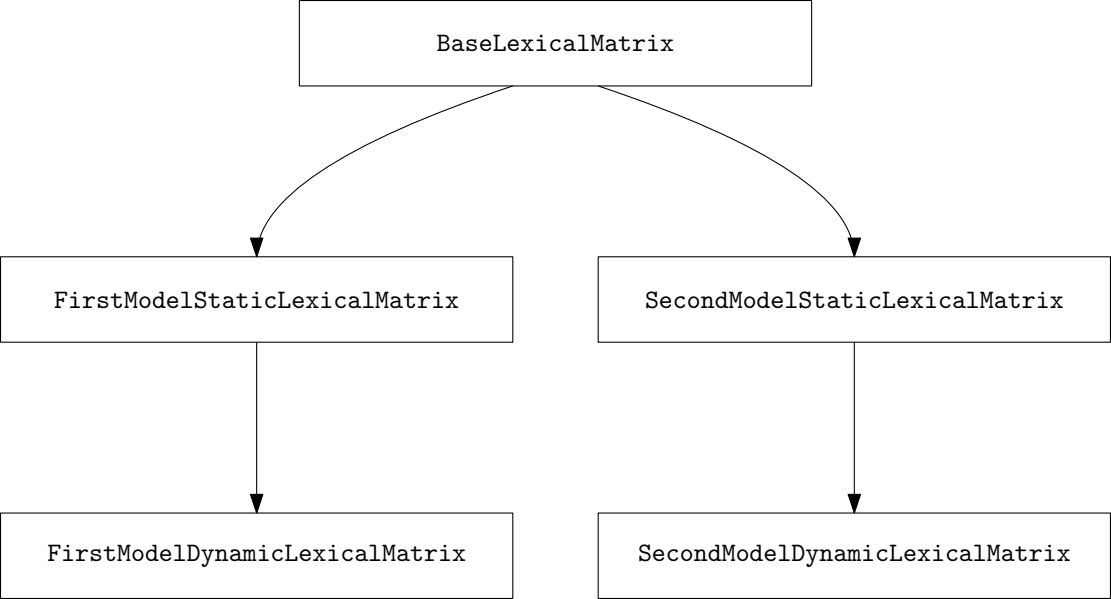 BaseLexicalMatrix
FirstModelStaticLexicalMatrix
SecondModelStaticLexicalMatrix
FirstModelDynamicLexicalMatrix
SecondModelDynamicLexicalMatrix